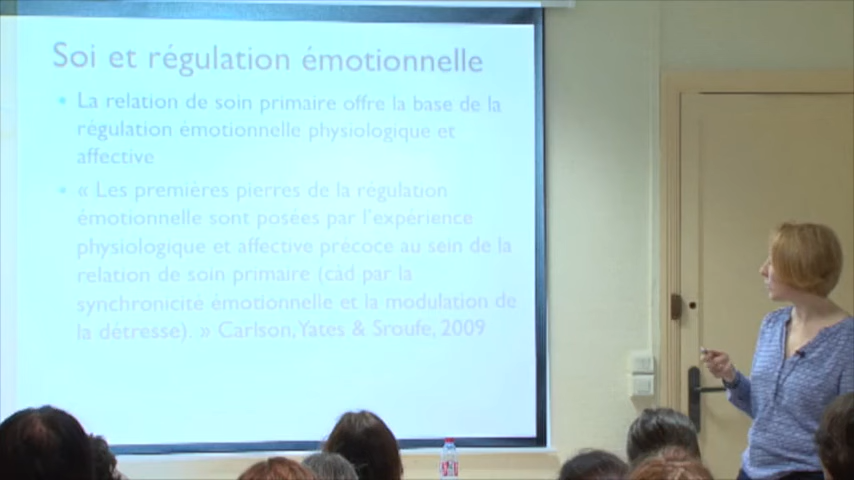 Soi et régulation émotionnelle
La relation de soin primaire offre la base de la
régulation émotionnelle physiologique et
affective
« Les premières pierres de la régulation
émotionnelle sont posées par l'expérience
physiologique et affective précoce au sein de la
relation de soin primaire (càd par la
synchronicité émotionnelle et la modulation de
la détresse). » Carlson, Yates & Sroufe, 2009